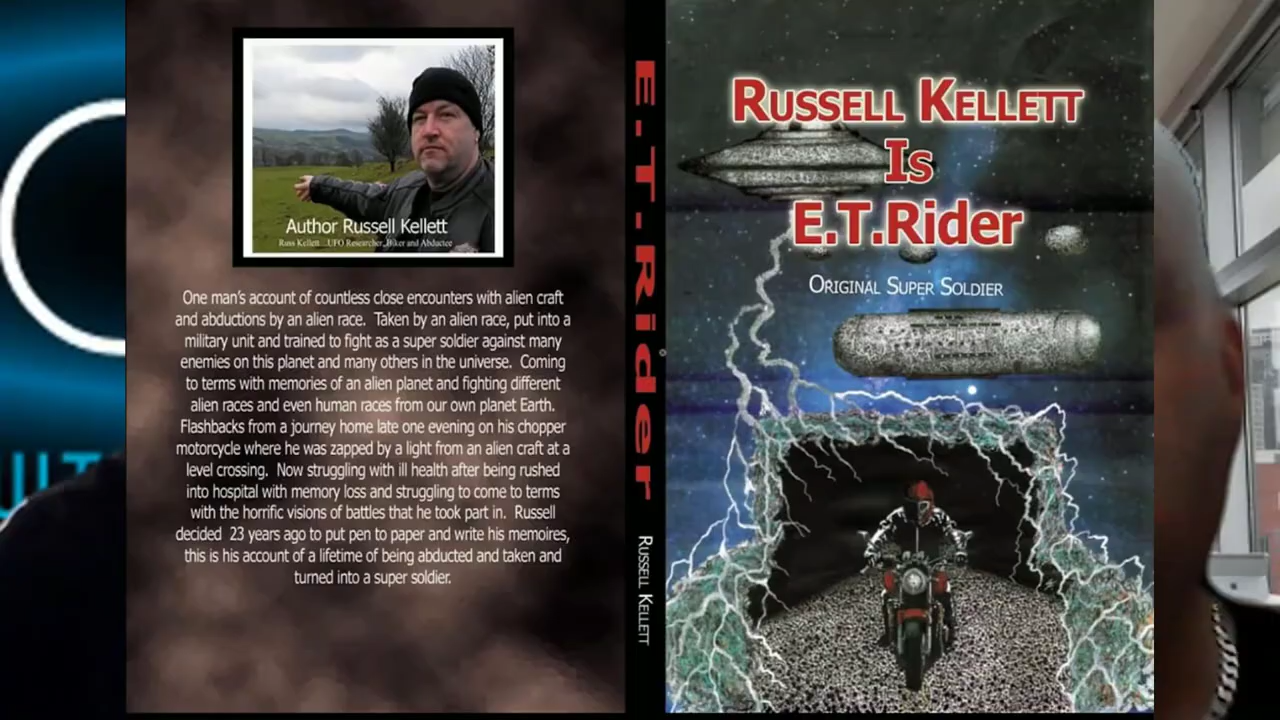 Author Russell Kellett
Russ Kellett....UFO Researcher, Biker and Abductee
One man's account of countless close encounters with alien craft
and abductions by an alien race. Taken by an alien race, put into a
military unit and trained to fight as a super soldier against many
enemies on this planet and many others in the universe. Coming
to terms with memories of an alien planet and fighting different
alien races and even human races from our own planet Earth.
Flashbacks from a journey home late one evening on his chopper
motorcycle where he was zapped by a light from an alien craft at a
level crossing. Now struggling with ill health after being rushed
into hospital with memory loss and struggling to come to terms
with the horrific visions of battles that he took part in. Russell
decided 23 years ago to put pen to paper and write his memoires,
this is his account of a lifetime of being abducted and taken and
turned into a super soldier.
E.T.Rider
Russell Kellett
Russell Kellett
Is
E.T.Rider
Original Super Soldier